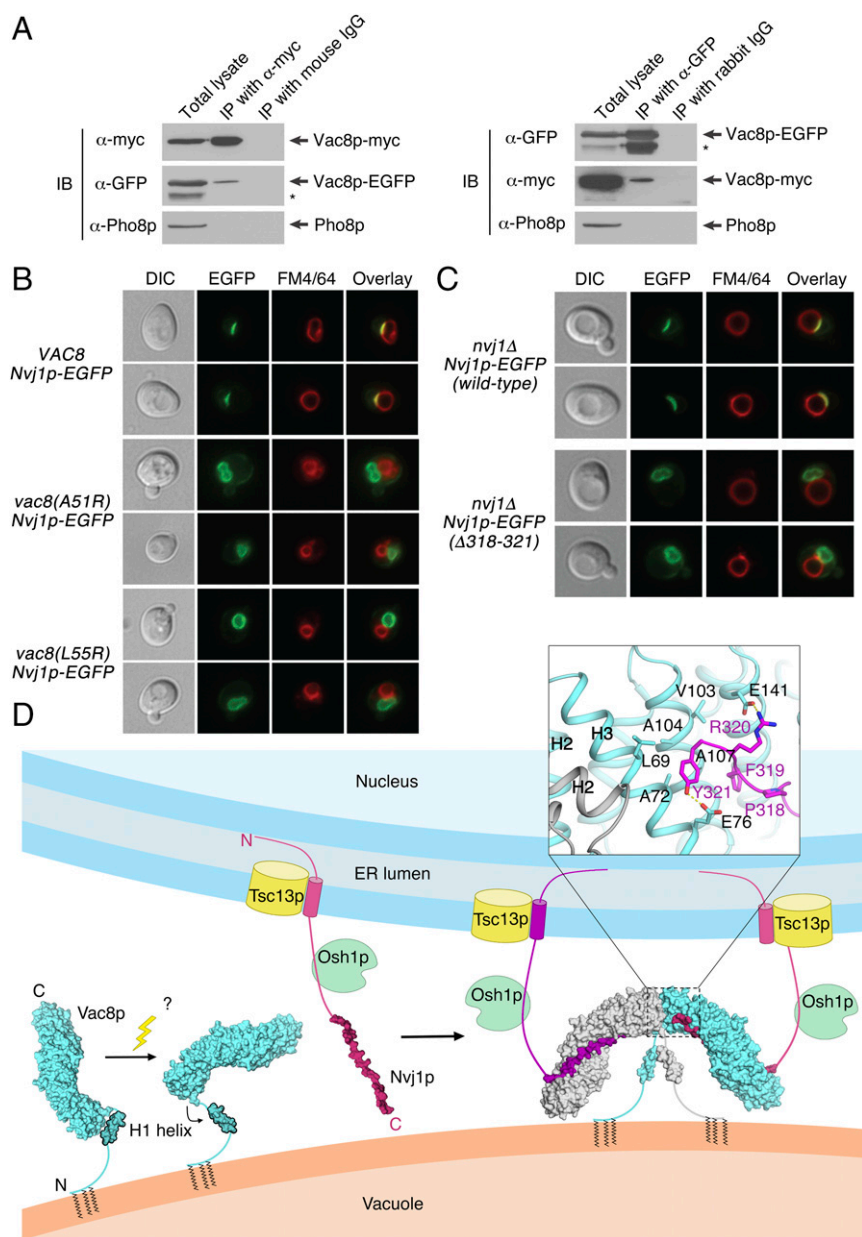 A
Total lysate
IP with α-myc
IP with mouse IgG
IB
α-myc
Vac8p-myc
α-GFP
Vac8p-EGFP
*
α-Pho8p
Pho8p
Total lysate
IP with α-GFP
IP with rabbit IgG
IB
α-GFP
Vac8p-EGFP
*
α-myc
Vac8p-myc
α-Pho8p
Pho8p
B
DIC EGFP FM4/64 Overlay
VAC8
Nvj1p-EGFP
vac8(A51R)
Nvj1p-EGFP
vac8(L55R)
Nvj1p-EGFP
C
DIC EGFP FM4/64 Overlay
nvj1Δ
Nvj1p-EGFP
(wild-type)
nvj1Δ
Nvj1p-EGFP
(Δ318-321)
D
V103 E141
A104 R320
H3
H2
L69 A107
F319
H2
A72 Y321
P318
E76
Nucleus
N
ER lumen
Tsc13p
Osh1p
C
Vac8p
?
H1 helix
N
Nvj1p
C
Tsc13p
Osh1p
Tsc13p
Osh1p
Vacuole